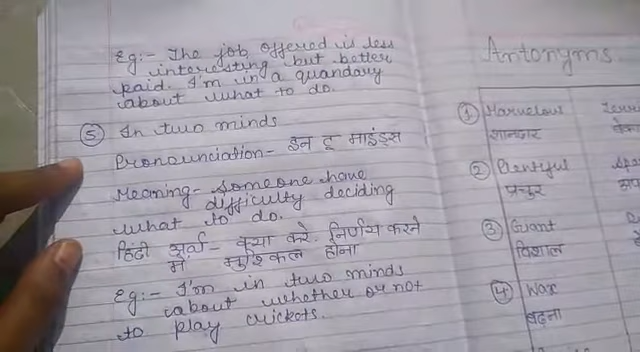 Eg:- The job offered is less
interesting but better
paid. I'm in a quandary
about what to do.
⑤ In two minds
Pronounciation- इन टू माइंड्स
Meaning- someone have
difficulty deciding
what to do.
हिंदी अर्थ- क्या करे. निर्णय करने
में मुश्किल होना
Eg:- I'm in two minds
about whether or not
to play crickets.
Antonyms
① Marvelous
शानदार
② Plentiful
प्रचुर
③ Giant
विशाल
④ Wax
बढ़ना